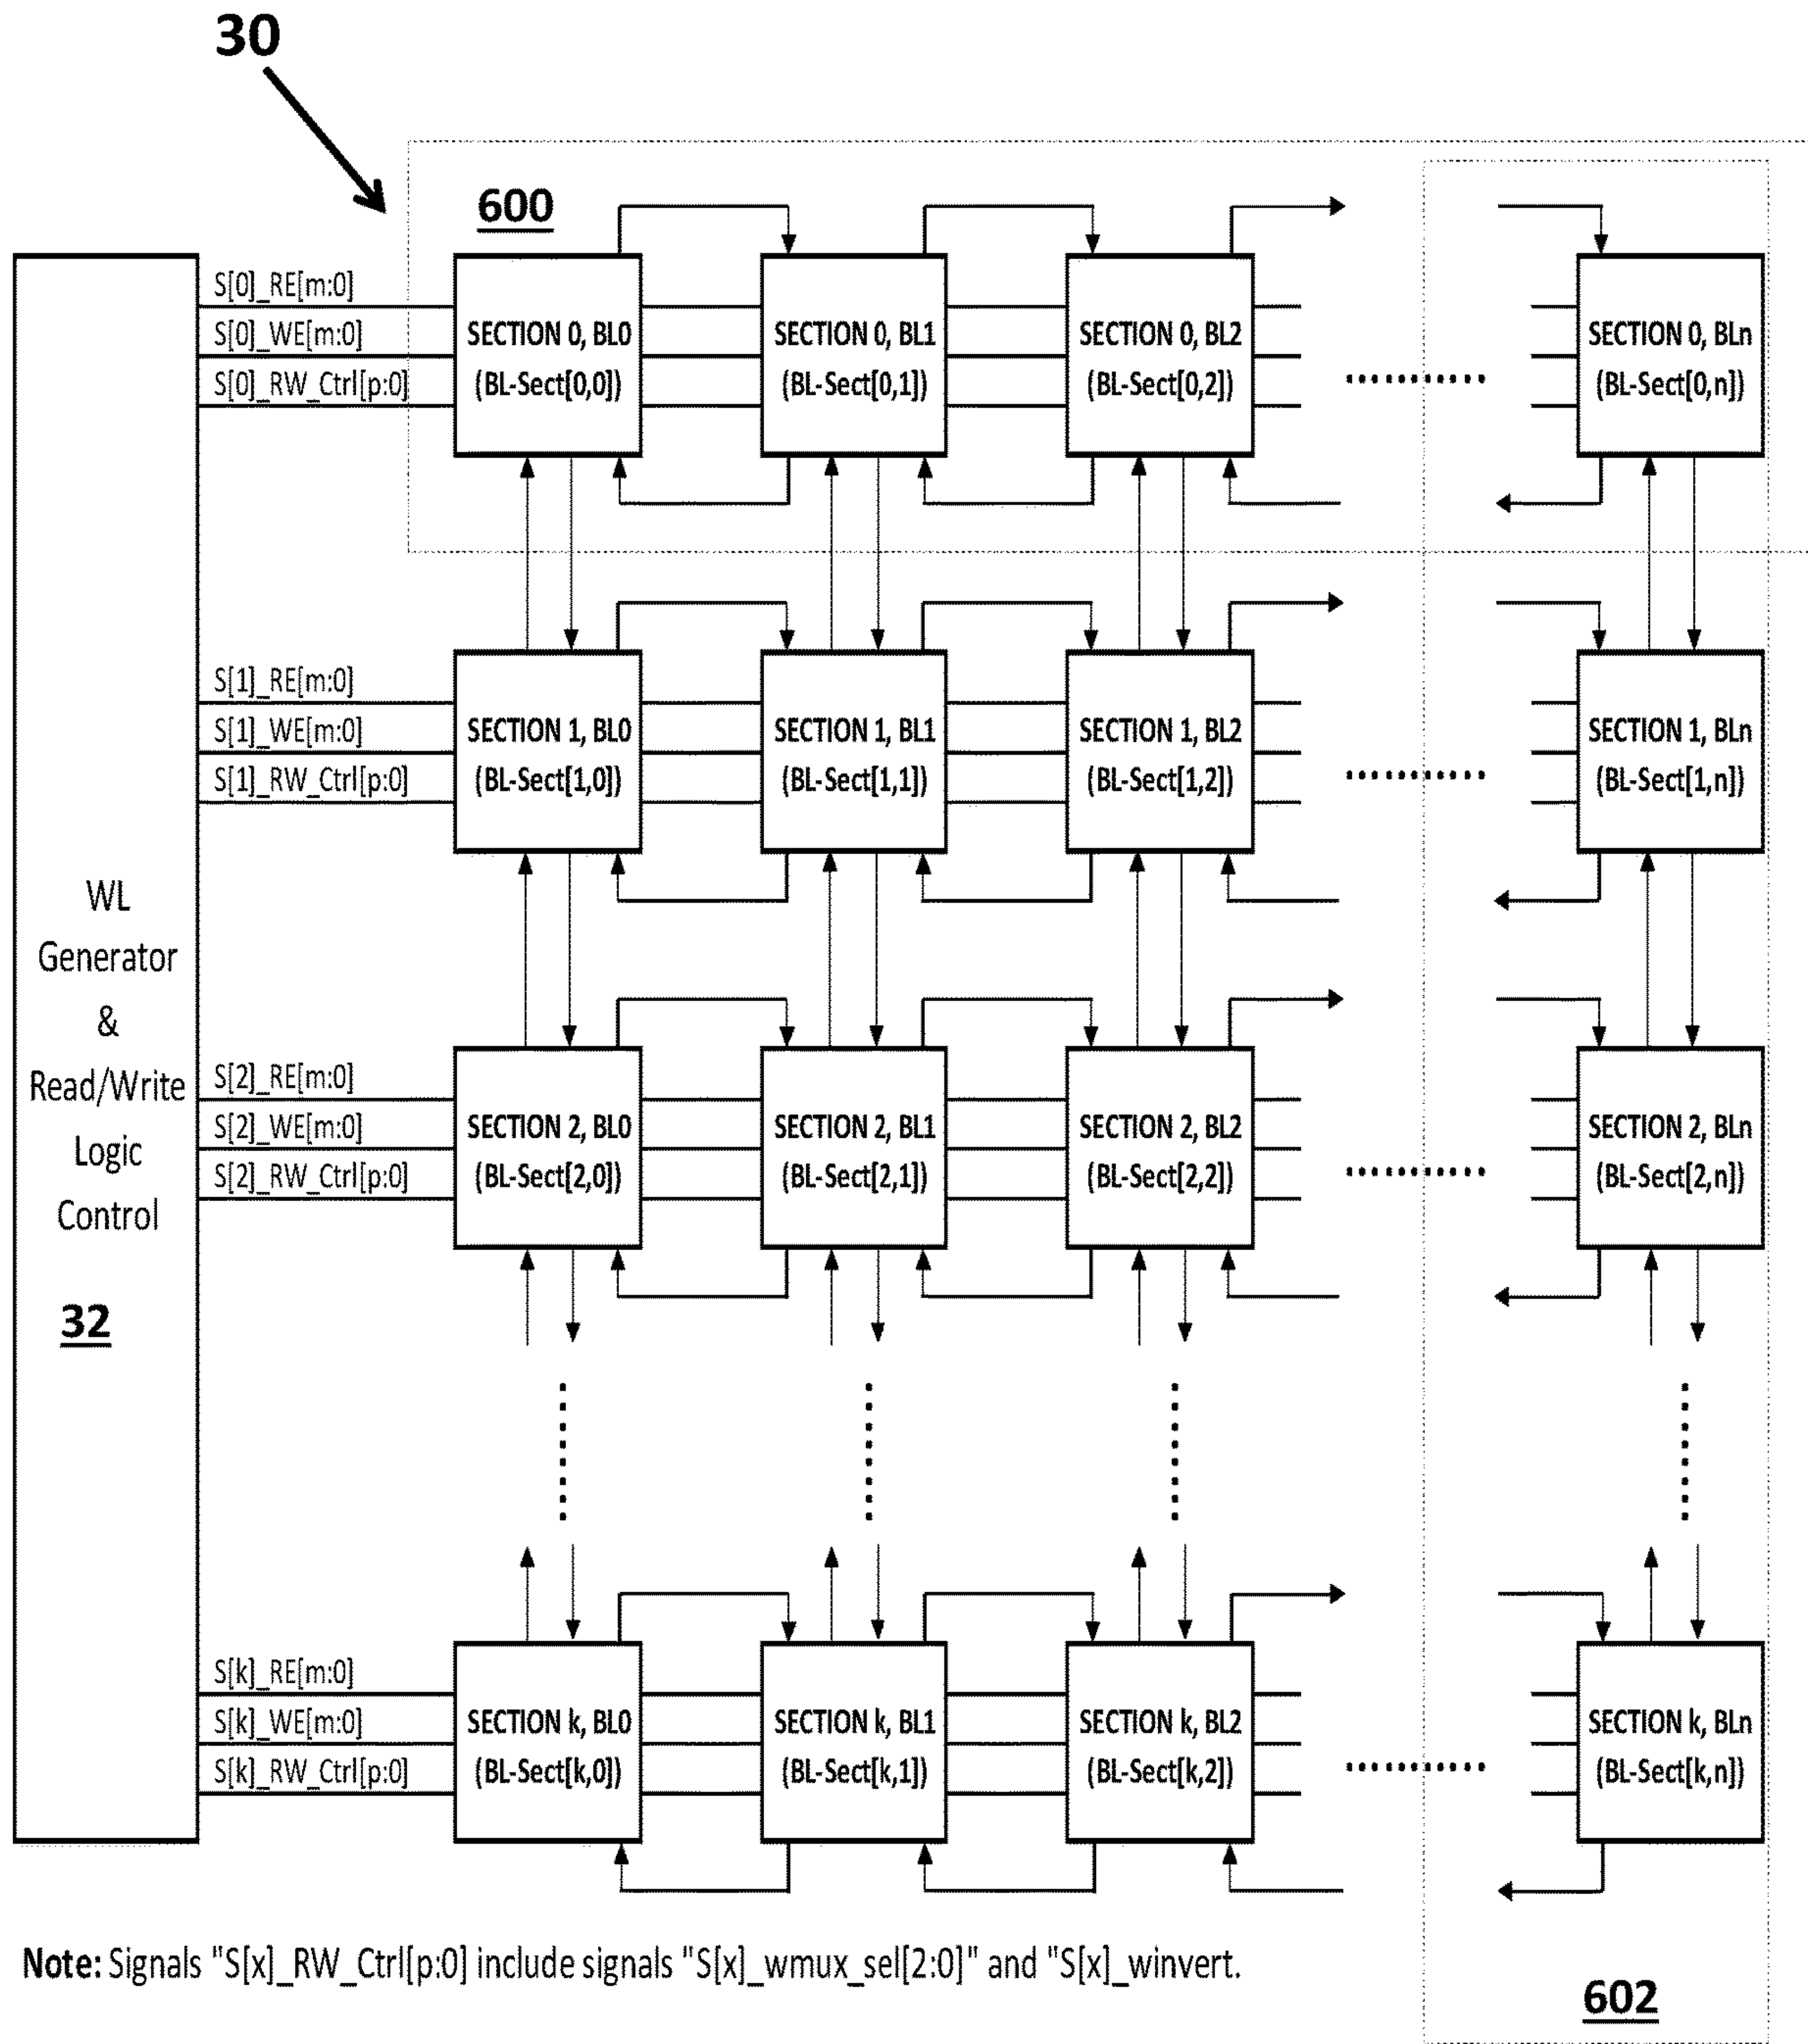 30
600
S[0]_RE[m:0]
S[0]_WE[m:0]
S[0]_RW_Ctrl[p:0]
SECTION 0, BL0
(BL-Sect[0,0])
SECTION 0, BL1
(BL-Sect[0,1])
SECTION 0, BL2
(BL-Sect[0,2])
SECTION 0, BLn
(BL-Sect[0,n])
S[1]_RE[m:0]
S[1]_WE[m:0]
S[1]_RW_Ctrl[p:0]
SECTION 1, BL0
(BL-Sect[1,0])
SECTION 1, BL1
(BL-Sect[1,1])
SECTION 1, BL2
(BL-Sect[1,2])
SECTION 1, BLn
(BL-Sect[1,n])
WL
Generator
&
Read/Write
Logic
Control
32
S[2]_RE[m:0]
S[2]_WE[m:0]
S[2]_RW_Ctrl[p:0]
SECTION 2, BL0
(BL-Sect[2,0])
SECTION 2, BL1
(BL-Sect[2,1])
SECTION 2, BL2
(BL-Sect[2,2])
SECTION 2, BLn
(BL-Sect[2,n])
S[k]_RE[m:0]
S[k]_WE[m:0]
S[k]_RW_Ctrl[p:0]
SECTION k, BL0
(BL-Sect[k,0])
SECTION k, BL1
(BL-Sect[k,1])
SECTION k, BL2
(BL-Sect[k,2])
SECTION k, BLn
(BL-Sect[k,n])
Note: Signals "S[x]_RW_Ctrl[p:0] include signals "S[x]_wmux_sel[2:0]" and "S[x]_winvert.
602